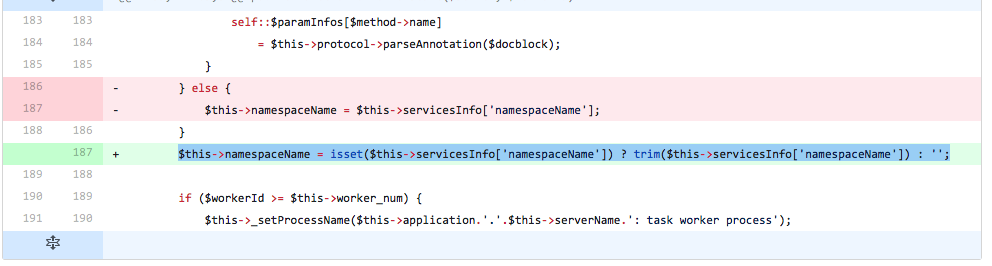 183 183 self::$paramInfos[$method->name]
184 184 = $this->protocol->parseAnnotation($docblock);
185 185 }
186 - } else {
187 - $this->namespaceName = $this->servicesInfo['namespaceName'];
188 186 }
187 + $this->namespaceName = isset($this->servicesInfo['namespaceName']) ? trim($this->servicesInfo['namespaceName']) : '';
189 188
190 189 if ($workerId >= $this->worker_num) {
191 190 $this->_setProcessName($this->application.'.'.$this->serverName.': task worker process');